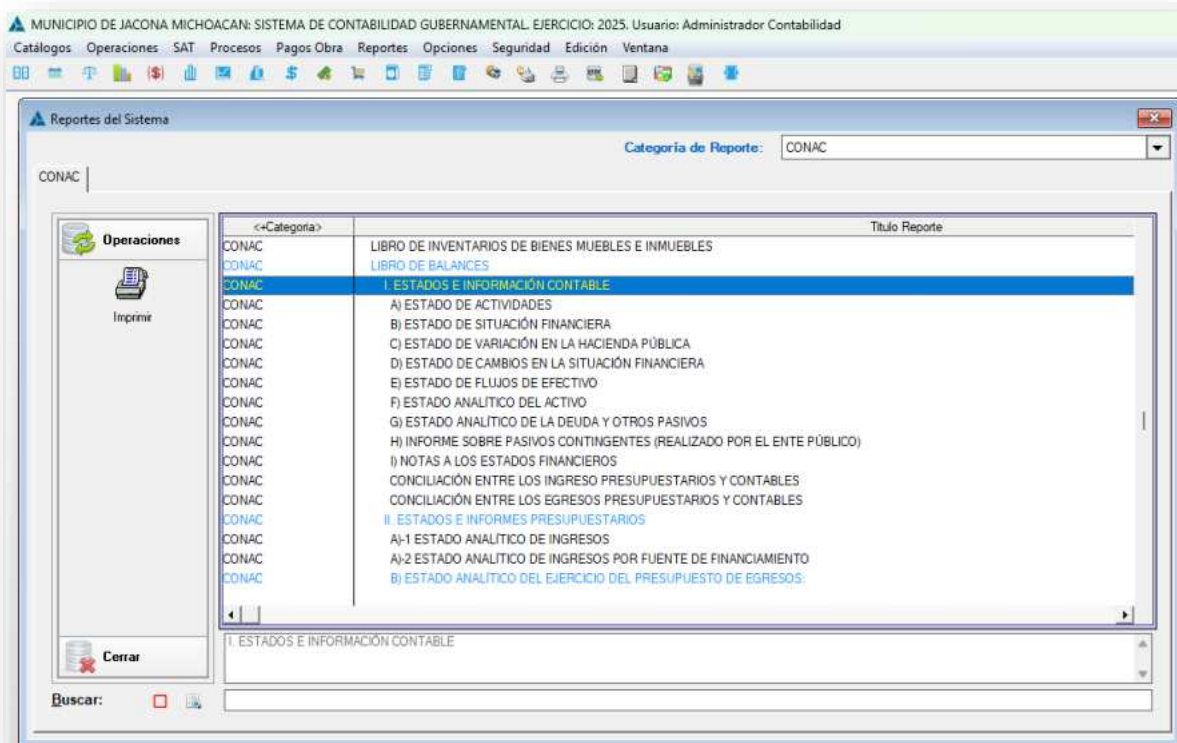 MUNICIPIO DE JACONA MICHOACAN: SISTEMA DE CONTABILIDAD GUBERNAMENTAL. EJERCICIO: 2025. Usuario: Administrador Contabilidad
Catálogos Operaciones SAT Procesos Pagos Obra Reportes Opciones Seguridad Edición Ventana
Reportes del Sistema
Categoría de Reporte: CONAC
CONAC
Operaciones
Imprimir
<+Categoria> Titulo Reporte
CONAC LIBRO DE INVENTARIOS DE BIENES MUEBLES E INMUEBLES
CONAC LIBRO DE BALANCES
CONAC I. ESTADOS E INFORMACIÓN CONTABLE
CONAC A) ESTADO DE ACTIVIDADES
CONAC B) ESTADO DE SITUACIÓN FINANCIERA
CONAC C) ESTADO DE VARIACIÓN EN LA HACIENDA PÚBLICA
CONAC D) ESTADO DE CAMBIOS EN LA SITUACIÓN FINANCIERA
CONAC E) ESTADO DE FLUJOS DE EFECTIVO
CONAC F) ESTADO ANALÍTICO DEL ACTIVO
CONAC G) ESTADO ANALÍTICO DE LA DEUDA Y OTROS PASIVOS
CONAC H) INFORME SOBRE PASIVOS CONTINGENTES (REALIZADO POR EL ENTE PÚBLICO)
CONAC I) NOTAS A LOS ESTADOS FINANCIEROS
CONAC CONCILIACIÓN ENTRE LOS INGRESO PRESUPUESTARIOS Y CONTABLES
CONAC CONCILIACIÓN ENTRE LOS EGRESOS PRESUPUESTARIOS Y CONTABLES
CONAC II. ESTADOS E INFORMES PRESUPUESTARIOS
CONAC A)-1 ESTADO ANALÍTICO DE INGRESOS
CONAC A)-2 ESTADO ANALÍTICO DE INGRESOS POR FUENTE DE FINANCIAMIENTO
CONAC B) ESTADO ANALÍTICO DEL EJERCICIO DEL PRESUPUESTO DE EGRESOS:
I. ESTADOS E INFORMACIÓN CONTABLE
Cerrar
Buscar: